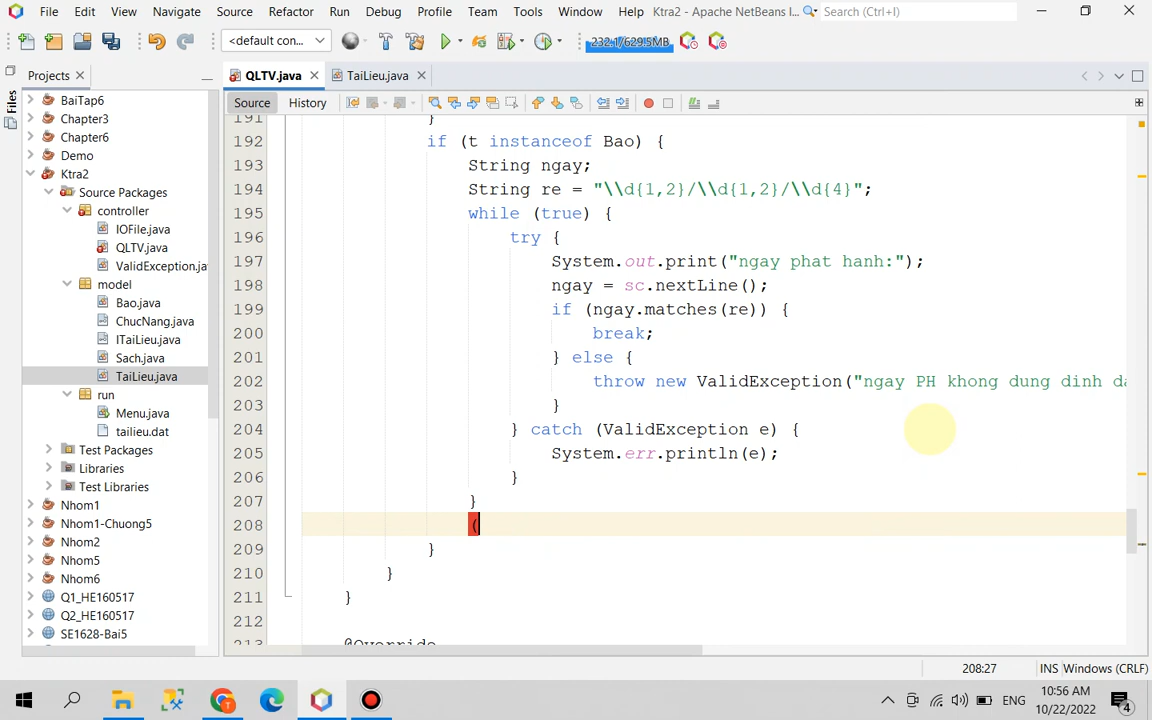 File Edit View Navigate Source Refactor Run Debug Profile Team Tools Window Help Ktra2 - Apache NetBeans I... Search (Ctrl+I)
<default con... 232.1/629.5MB
Projects QLTV.java TaiLieu.java
Files
Source History
BaiTap6
Chapter3
Chapter6
Demo
Ktra2
Source Packages
controller
IOFile.java
QLTV.java
ValidException.java
model
Bao.java
ChucNang.java
ITaiLieu.java
Sach.java
TaiLieu.java
run
Menu.java
tailieu.dat
Test Packages
Libraries
Test Libraries
Nhom1
Nhom1-Chuong5
Nhom2
Nhom5
Nhom6
Q1_HE160517
Q2_HE160517
SE1628-Bai5
191 }
192 if (t instanceof Bao) {
193 String ngay;
194 String re = "\\d{1,2}/\\d{1,2}/\\d{4}";
195 while (true) {
196 try {
197 System.out.print("ngay phat hanh:");
198 ngay = sc.nextLine();
199 if (ngay.matches(re)) {
200 break;
201 } else {
202 throw new ValidException("ngay PH khong dung dinh da
203 }
204 } catch (ValidException e) {
205 System.err.println(e);
206 }
207 }
208 (
209 }
210 }
211 }
212
213 @Override
208:27 INS Windows (CRLF)
ENG 10:56 AM
10/22/2022 4